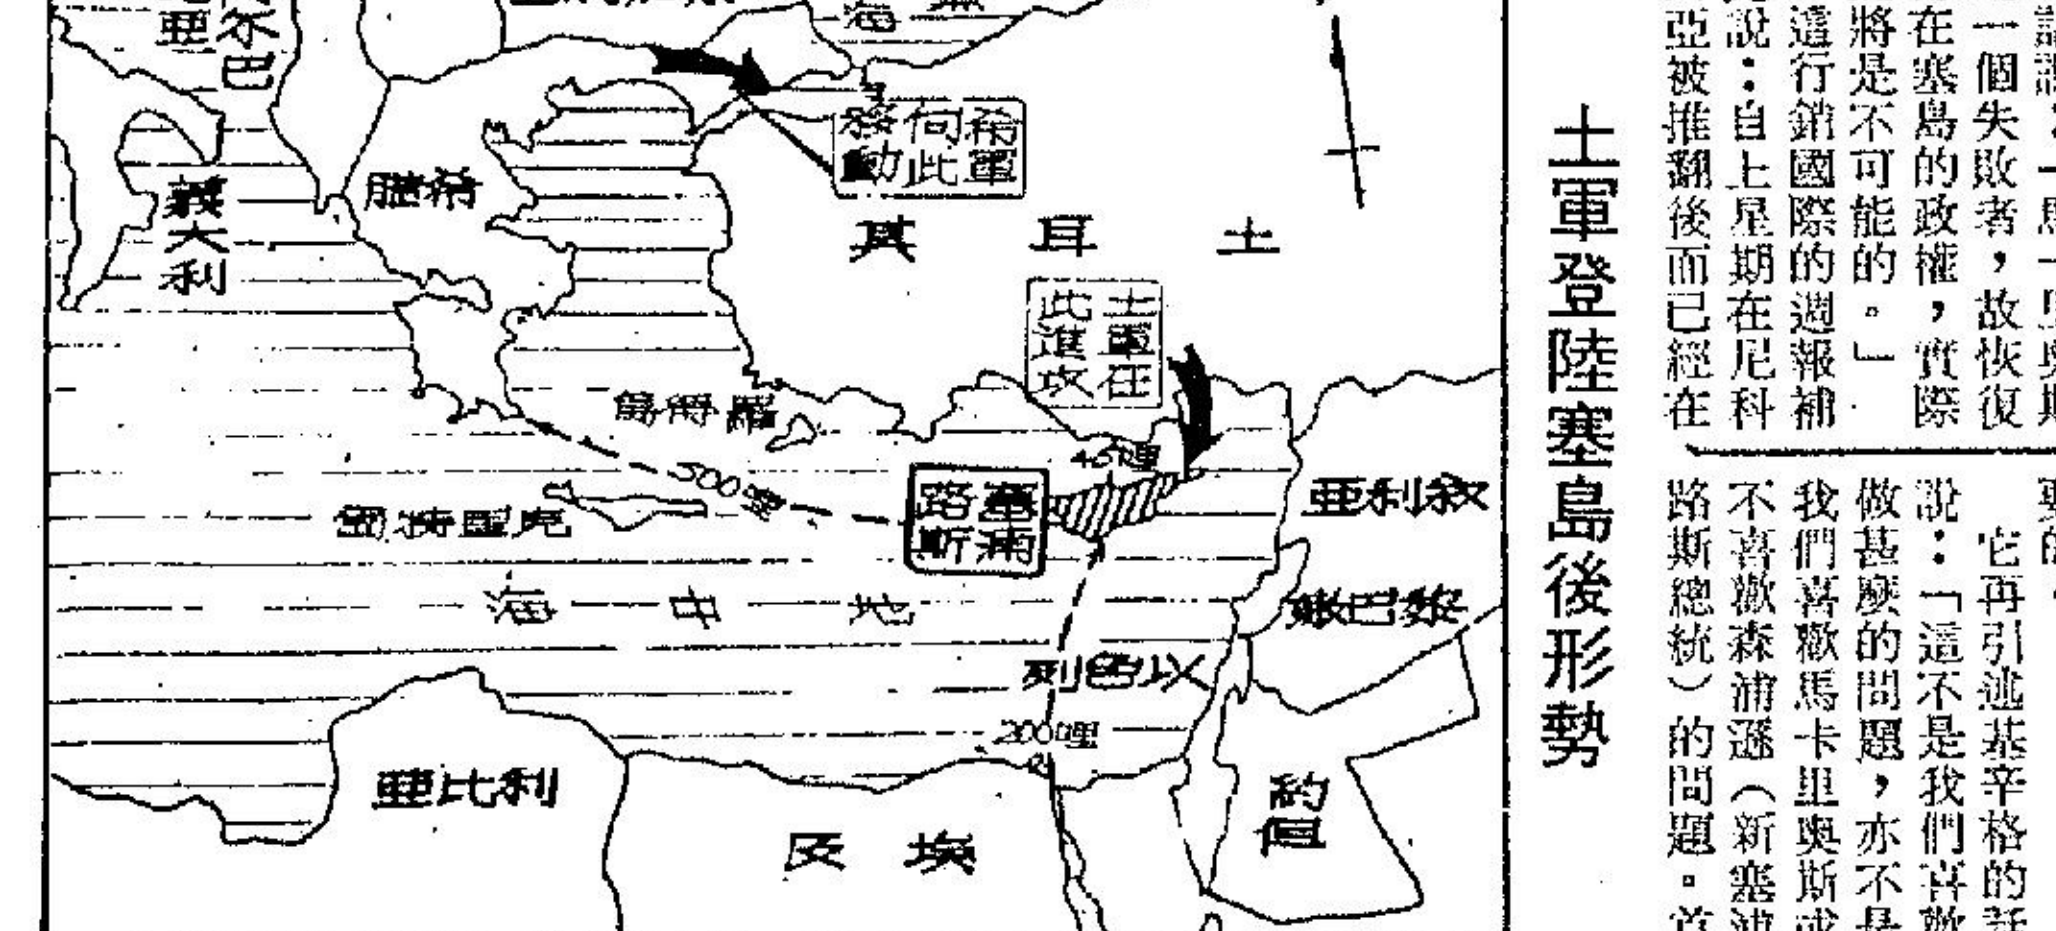 一個失敗者，故恢復
在塞島的政權，實際
將是不可能的。」
這行銷國際的週報補
說：自上星期在尼科
亞被推翻後而已經在
它再引述基辛格的話
說：「這不是我們喜歡
做甚麼的問題，亦不是
我們喜歡馬卡里奧斯或
不喜歡森浦遜（新塞浦
路斯總統）的問題。首
土軍登陸塞島後形勢
海
尔巴
亞
希軍
向此
發動
希臘
義大利
土耳其
土軍在
此進攻
羅得島
40哩
500哩
塞浦
路斯
敘利亞
克里特島
地中海
黎巴嫩
以色列
200哩
利比亞
約但
埃及